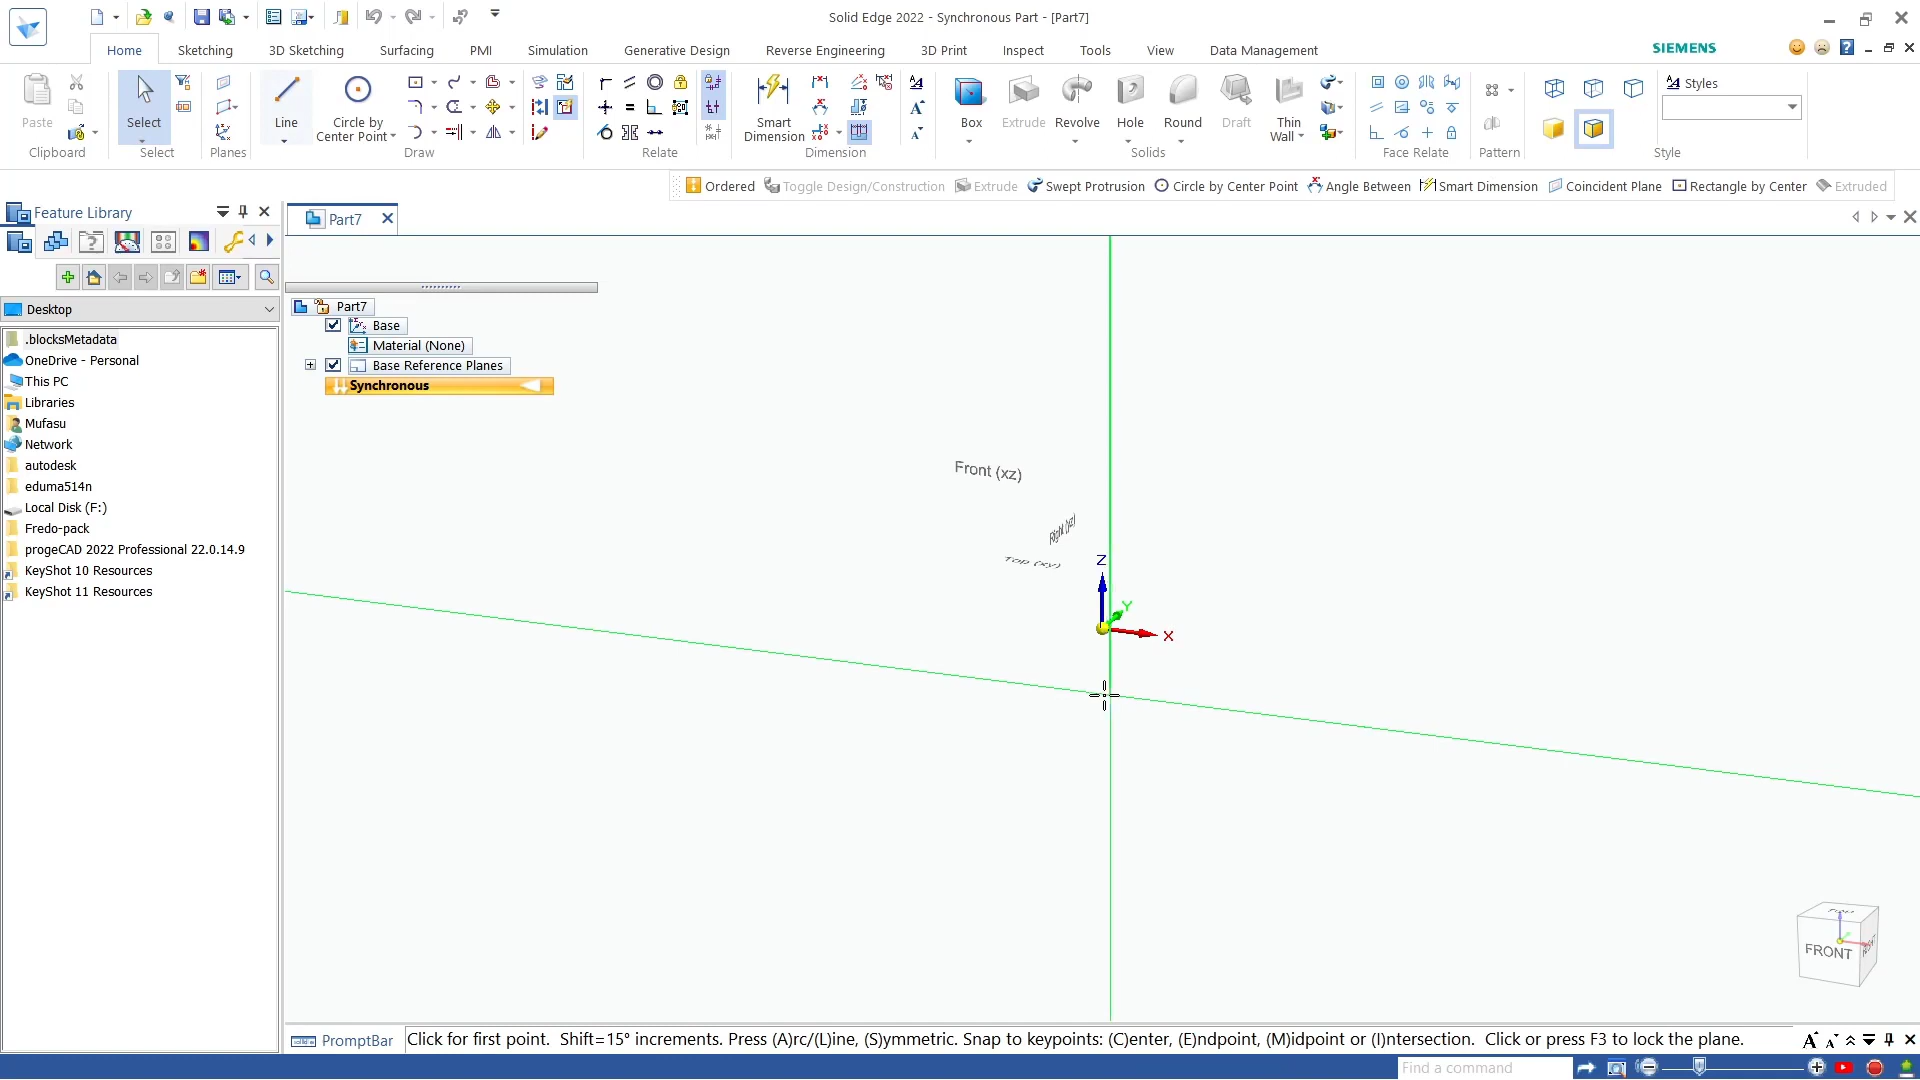 Solid Edge 2022 - Synchronous Part - [Part7]
Home Sketching 3D Sketching Surfacing PMI Simulation Generative Design Reverse Engineering 3D Print Inspect Tools View Data Management SIEMENS
Paste Select Line Circle by Center Point Smart Dimension Box Extrude Revolve Hole Round Draft Thin Wall Styles
Clipboard Select Planes Draw Relate Dimension Solids Face Relate Pattern Style
Ordered Toggle Design/Construction Extrude Swept Protrusion Circle by Center Point Angle Between Smart Dimension Coincident Plane Rectangle by Center Extruded
Feature Library
Part7
Desktop
.blocksMetadata
OneDrive - Personal
This PC
Libraries
Mufasu
Network
autodesk
eduma514n
Local Disk (F:)
Fredo-pack
progeCAD 2022 Professional 22.0.14.9
KeyShot 10 Resources
KeyShot 11 Resources
Part7
Base
Material (None)
Base Reference Planes
Synchronous
Front (xz)
Right (yz)
Top (xy)
Z
Y
X
TOP
FRONT
RIGHT
PromptBar
Click for first point. Shift=15° increments. Press (A)rc/(L)ine, (S)ymmetric. Snap to keypoints: (C)enter, (E)ndpoint, (M)idpoint or (I)ntersection. Click or press F3 to lock the plane.
Find a command